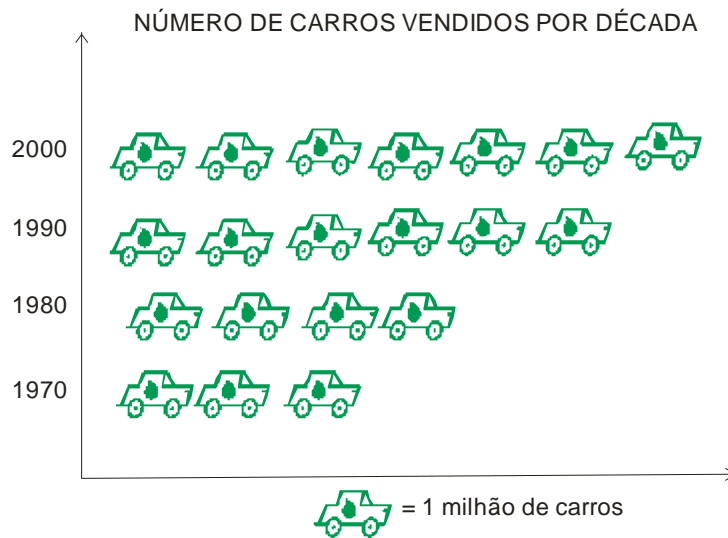 NÚMERO DE CARROS VENDIDOS POR DÉCADA
2000
1990
1980
1970
= 1 milhão de carros